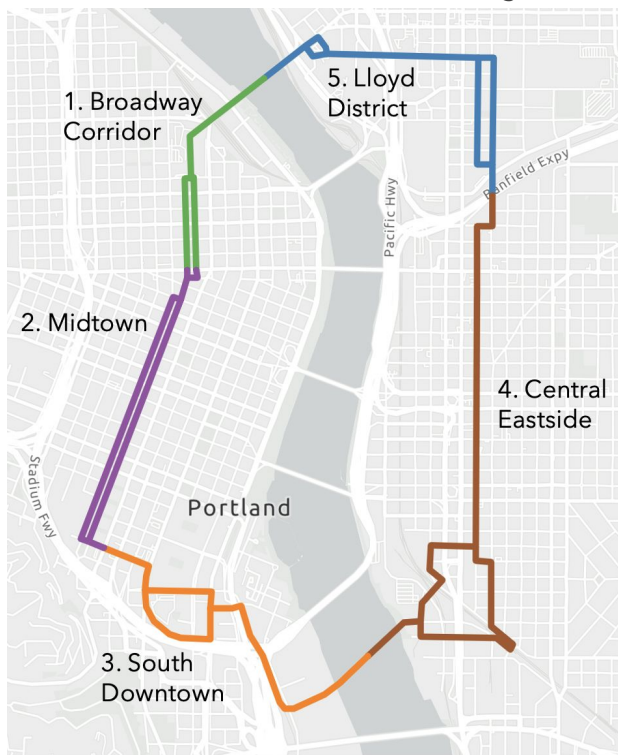 1. Broadway
Corridor
5. Lloyd
District
Banfield Expy
Pacific Hwy
2. Midtown
4. Central
Eastside
Stadium Fwy
Portland
3. South
Downtown